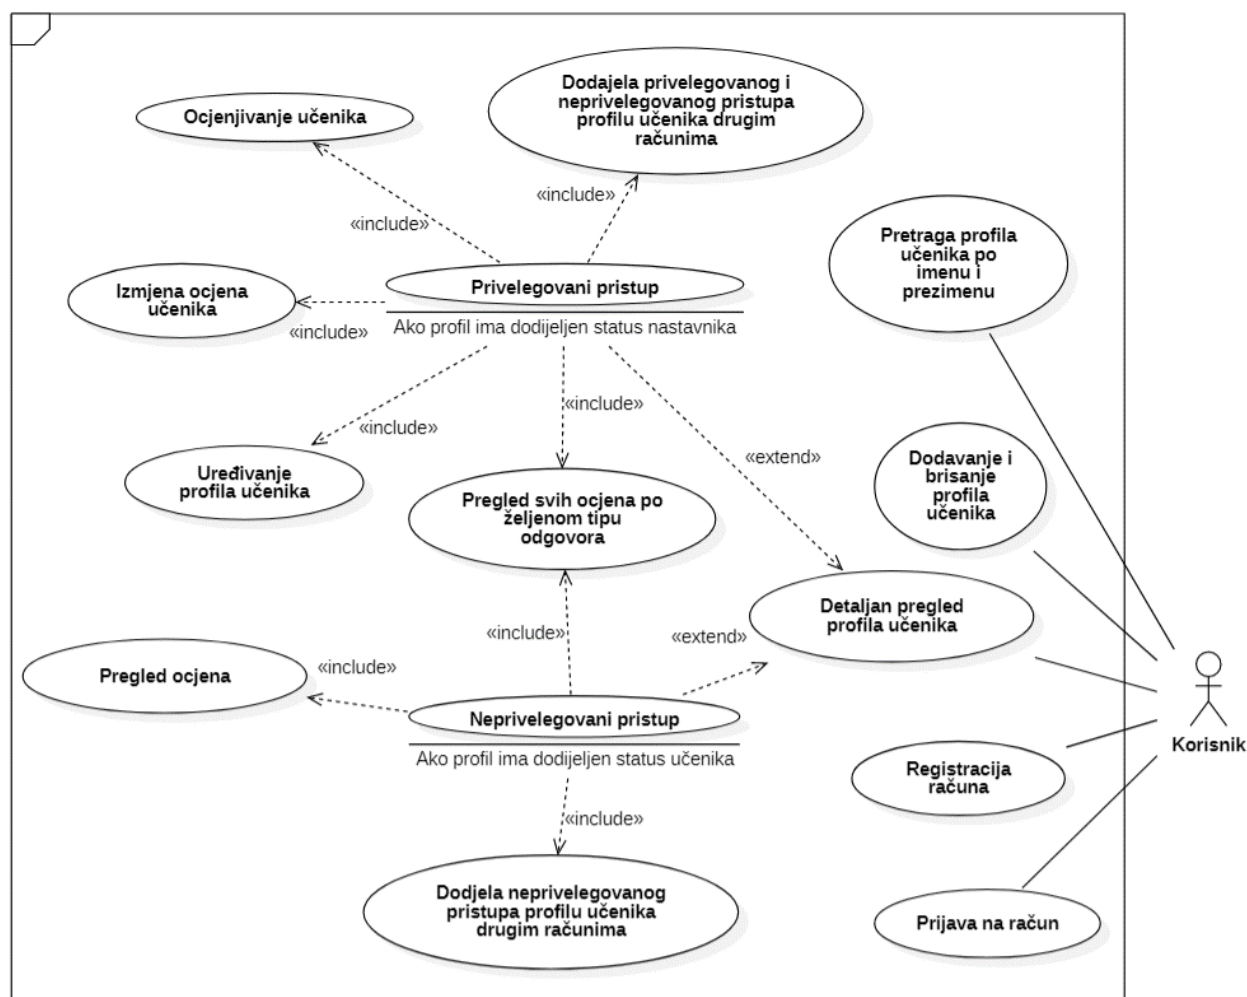 Ocjenjivanje učenika
Dodajela privelegovanog i
neprivelegovanog pristupa
profilu učenika drugim
računima
«include»
«include»
Pretraga profila
učenika po
imenu i
prezimenu
Izmjena ocjena
učenika
«include»
Privelegovani pristup
Ako profil ima dodijeljen status nastavnika
«include»
«include»
«extend»
Uređivanje
profila učenika
Pregled svih ocjena po
željenom tipu
odgovora
Dodavanje i
brisanje
profila
učenika
Detaljan pregled
profila učenika
«include»
«extend»
Pregled ocjena
«include»
Neprivelegovani pristup
Ako profil ima dodijeljen status učenika
Korisnik
Registracija
računa
«include»
Dodjela neprivelegovanog
pristupa profilu učenika
drugim računima
Prijava na račun